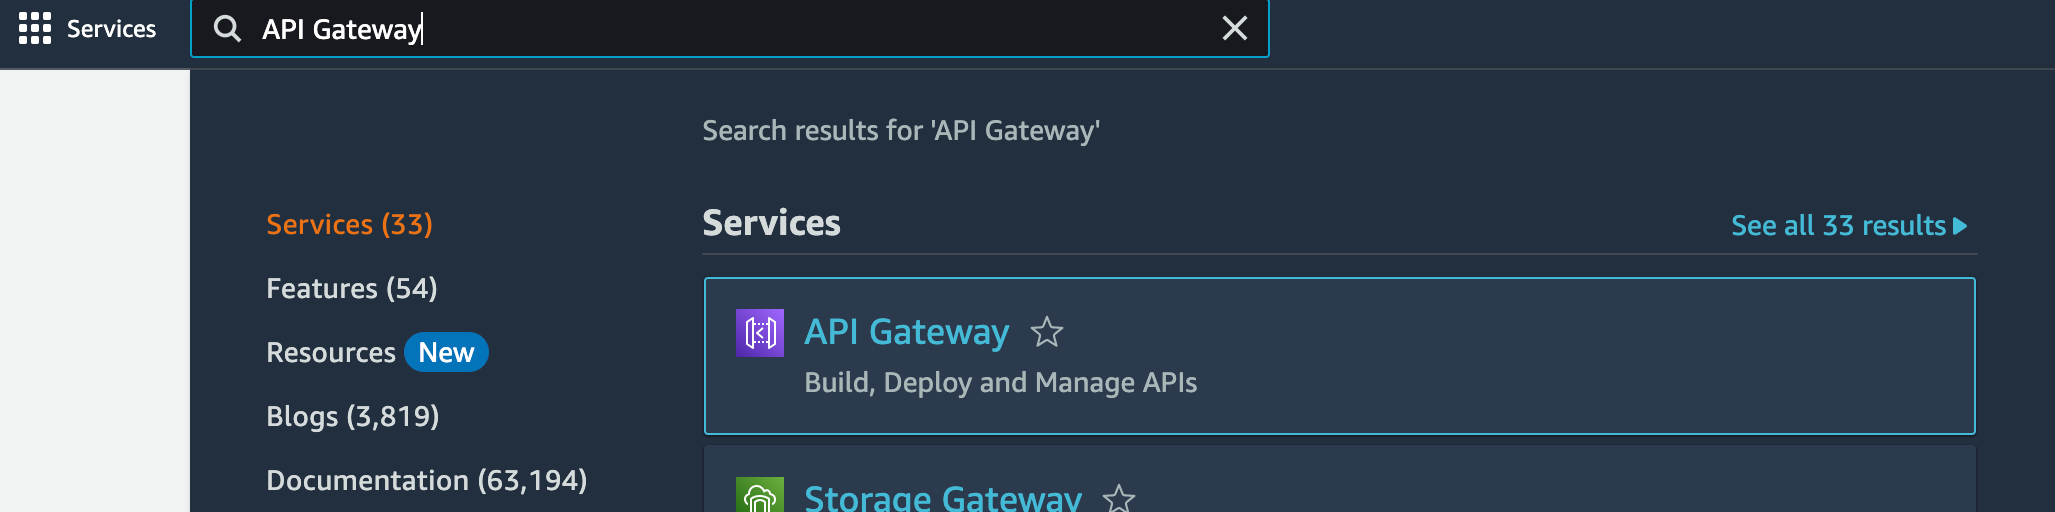 Services
API Gateway
Search results for 'API Gateway'
Services (33)
Features (54)
Resources New
Blogs (3,819)
Documentation (63,194)
Services
See all 33 results
API Gateway
Build, Deploy and Manage APIs
Storage Gateway